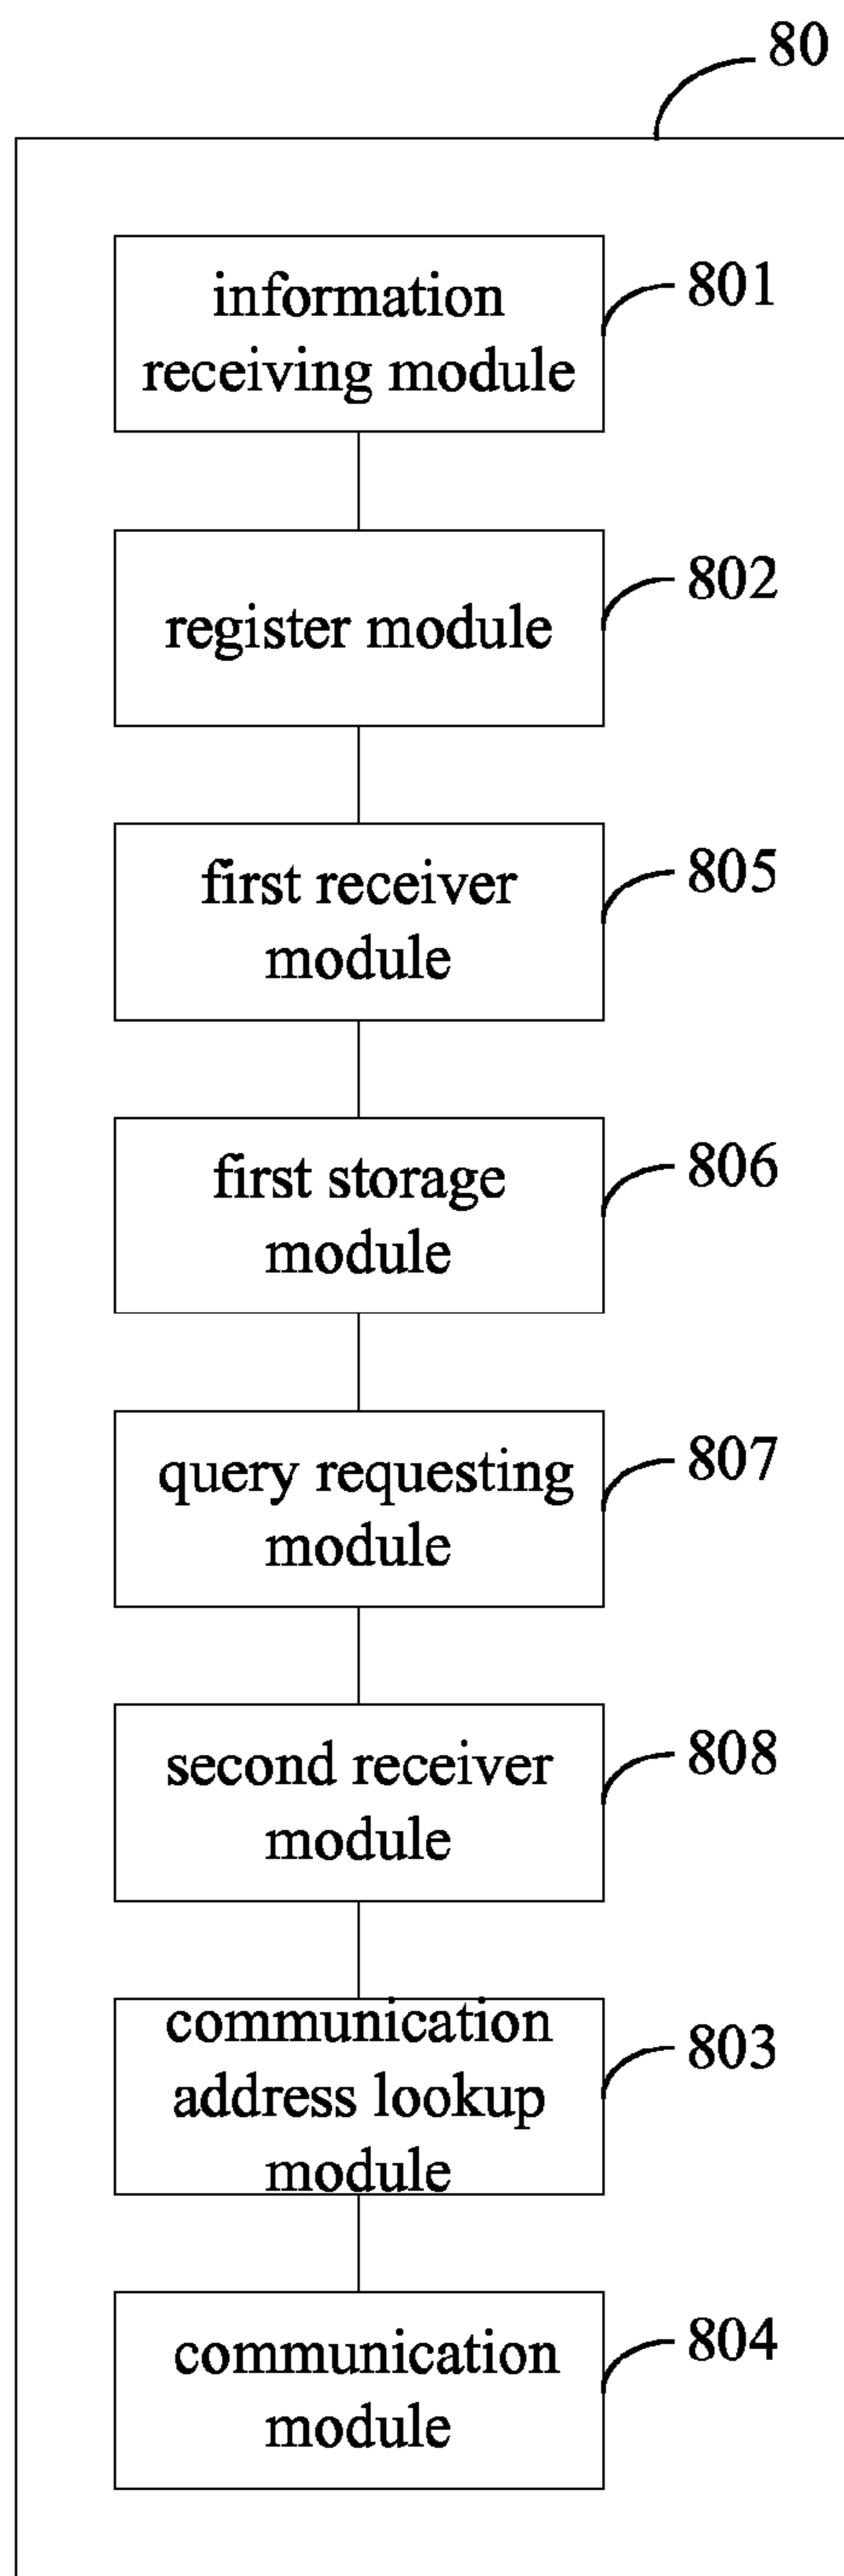 80
information
receiving module
801
register module
802
first receiver
module
805
first storage
module
806
query requesting
module
807
second receiver
module
808
communication
address lookup
module
803
communication
module
804